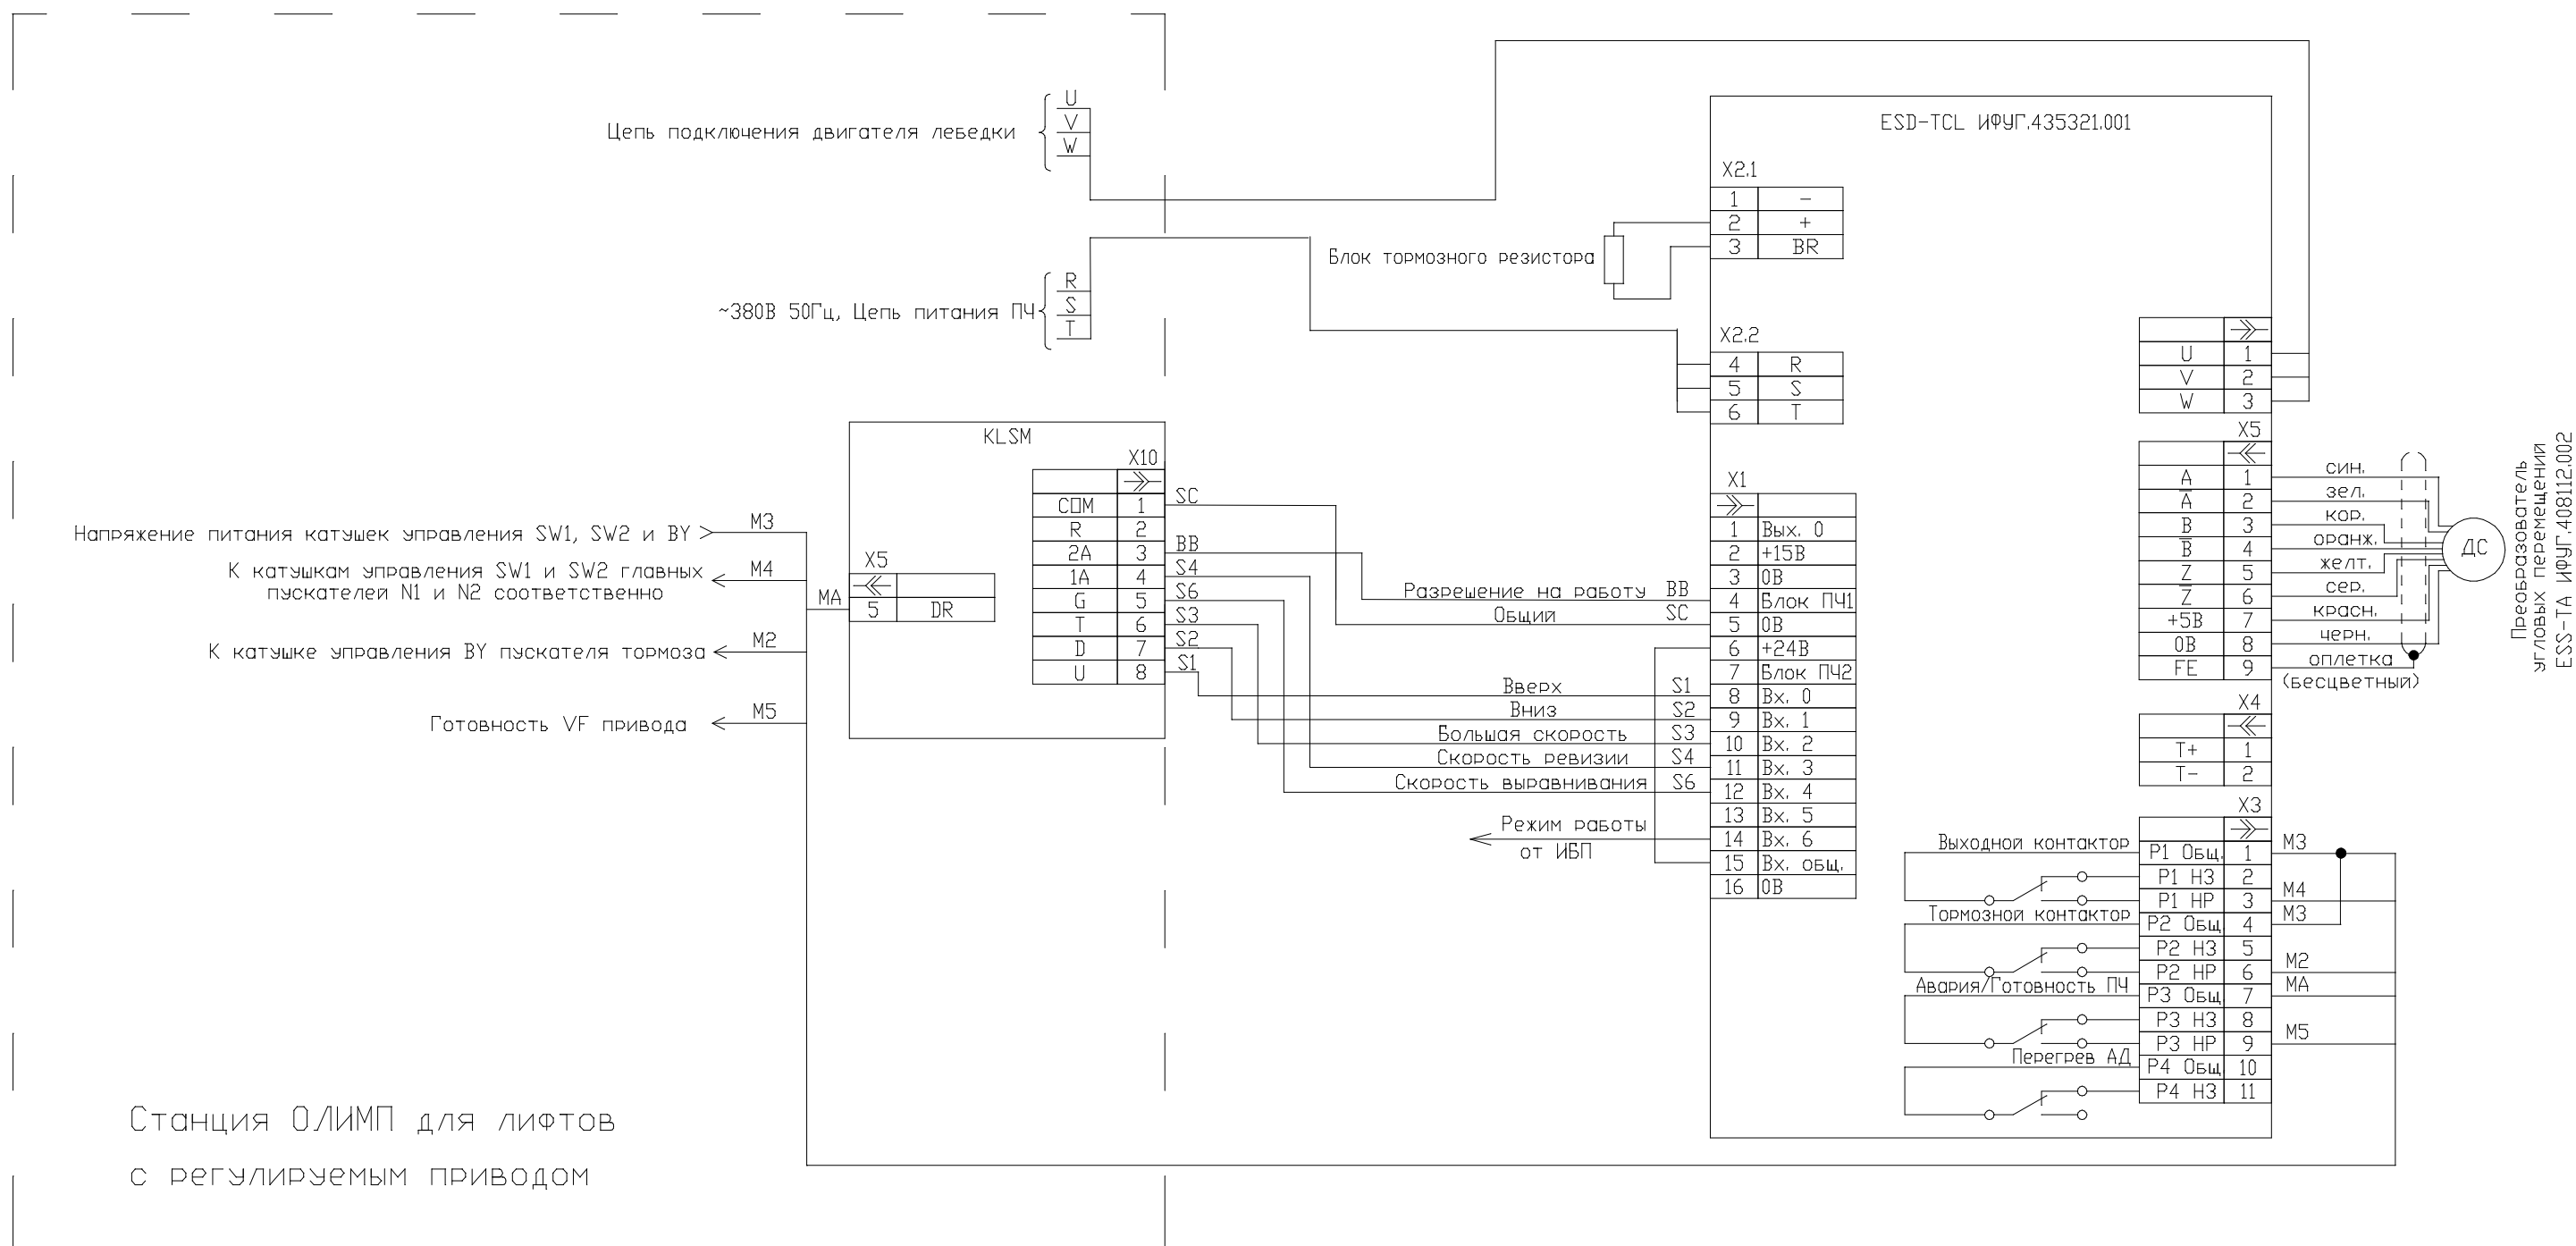 Цепь подключения двигателя лебедки
U
V
W
~380В 50Гц, Цепь питания ПЧ
R
S
T
KLSM
X10
COM 1
R 2
2A 3
1A 4
G 5
T 6
D 7
U 8
X5
5 DR
MA
SC
BB
S4
S6
S3
S2
S1
Напряжение питания катушек управления SW1, SW2 и BY
M3
К катушкам управления SW1 и SW2 главных
пускателей N1 и N2 соответственно
M4
К катушке управления BY пускателя тормоза
M2
Готовность VF привода
M5
Станция ОЛИМП для лифтов
с регулируемым приводом
ESD-TCL ИФУГ.435321.001
X2.1
1 -
2 +
3 BR
Блок тормозного резистора
X2.2
4 R
5 S
6 T
X1
1 Вых. 0
2 +15В
3 0В
4 Блок ПЧ1
5 0В
6 +24В
7 Блок ПЧ2
8 Вх. 0
9 Вх. 1
10 Вх. 2
11 Вх. 3
12 Вх. 4
13 Вх. 5
14 Вх. 6
15 Вх. общ.
16 0В
Разрешение на работу BB
Общий SC
Вверх S1
Вниз S2
Большая скорость S3
Скорость ревизии S4
Скорость выравнивания S6
Режим работы
от ИБП
U 1
V 2
W 3
X5
A 1
A̅ 2
B 3
B̅ 4
Z 5
Z̅ 6
+5В 7
0В 8
FE 9
син.
зел.
кор.
оранж.
желт.
сер.
красн.
черн.
оплетка
(бесцветный)
ДС
Преобразователь
угловых перемещений
ESS-TA ИФУГ.408112.002
X4
T+ 1
T- 2
X3
P1 Общ. 1
P1 НЗ 2
P1 НР 3
P2 Общ 4
P2 НЗ 5
P2 НР 6
P3 Общ 7
P3 НЗ 8
P3 НР 9
P4 Общ 10
P4 НЗ 11
Выходной контактор
Тормозной контактор
Авария/Готовность ПЧ
Перегрев АД
M3
M4
M3
M2
MA
M5